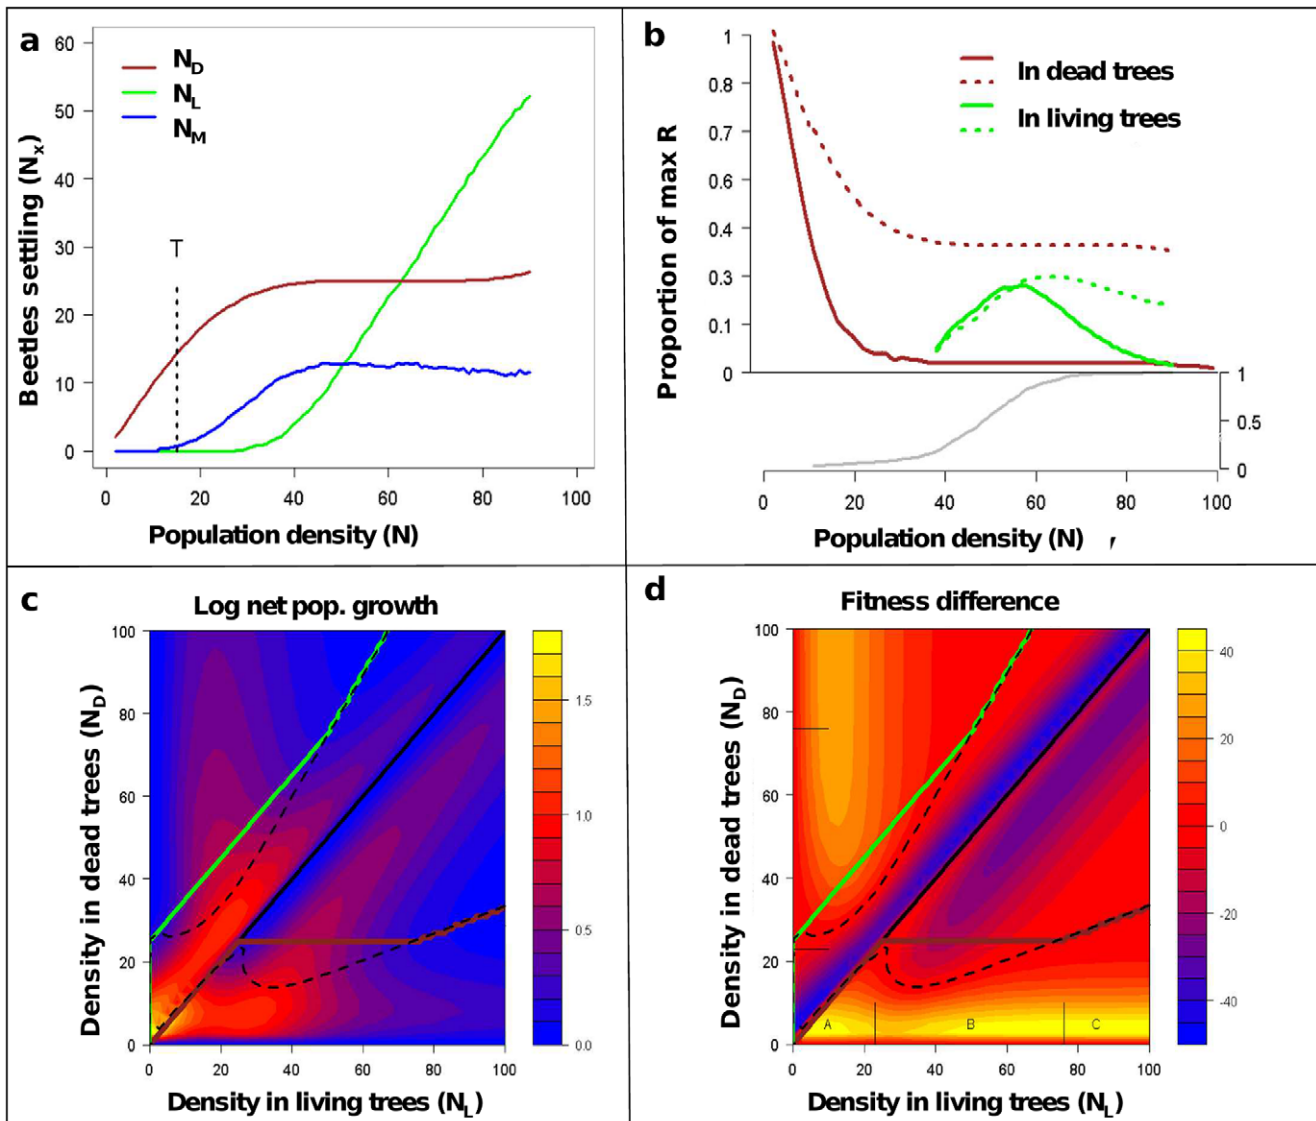 a
60
50
40
30
20
10
0
N_D
N_L
N_M
T
Beetles settling (N_x)
0 20 40 60 80 100
Population density (N)
b
1
0.8
0.7
0.6
0.4
0.3
0.1
0
In dead trees
In living trees
Proportion of max R
1
0.5
0
0 20 40 60 80 100
Population density (N)
c
Log net pop. growth
100
80
60
40
20
0
Density in dead trees (N_D)
1.5
1.0
0.5
0.0
0 20 40 60 80 100
Density in living trees (N_L)
d
Fitness difference
100
80
60
40
20
0
Density in dead trees (N_D)
A B C
40
20
0
-20
-40
0 20 40 60 80 100
Density in living trees (N_L)